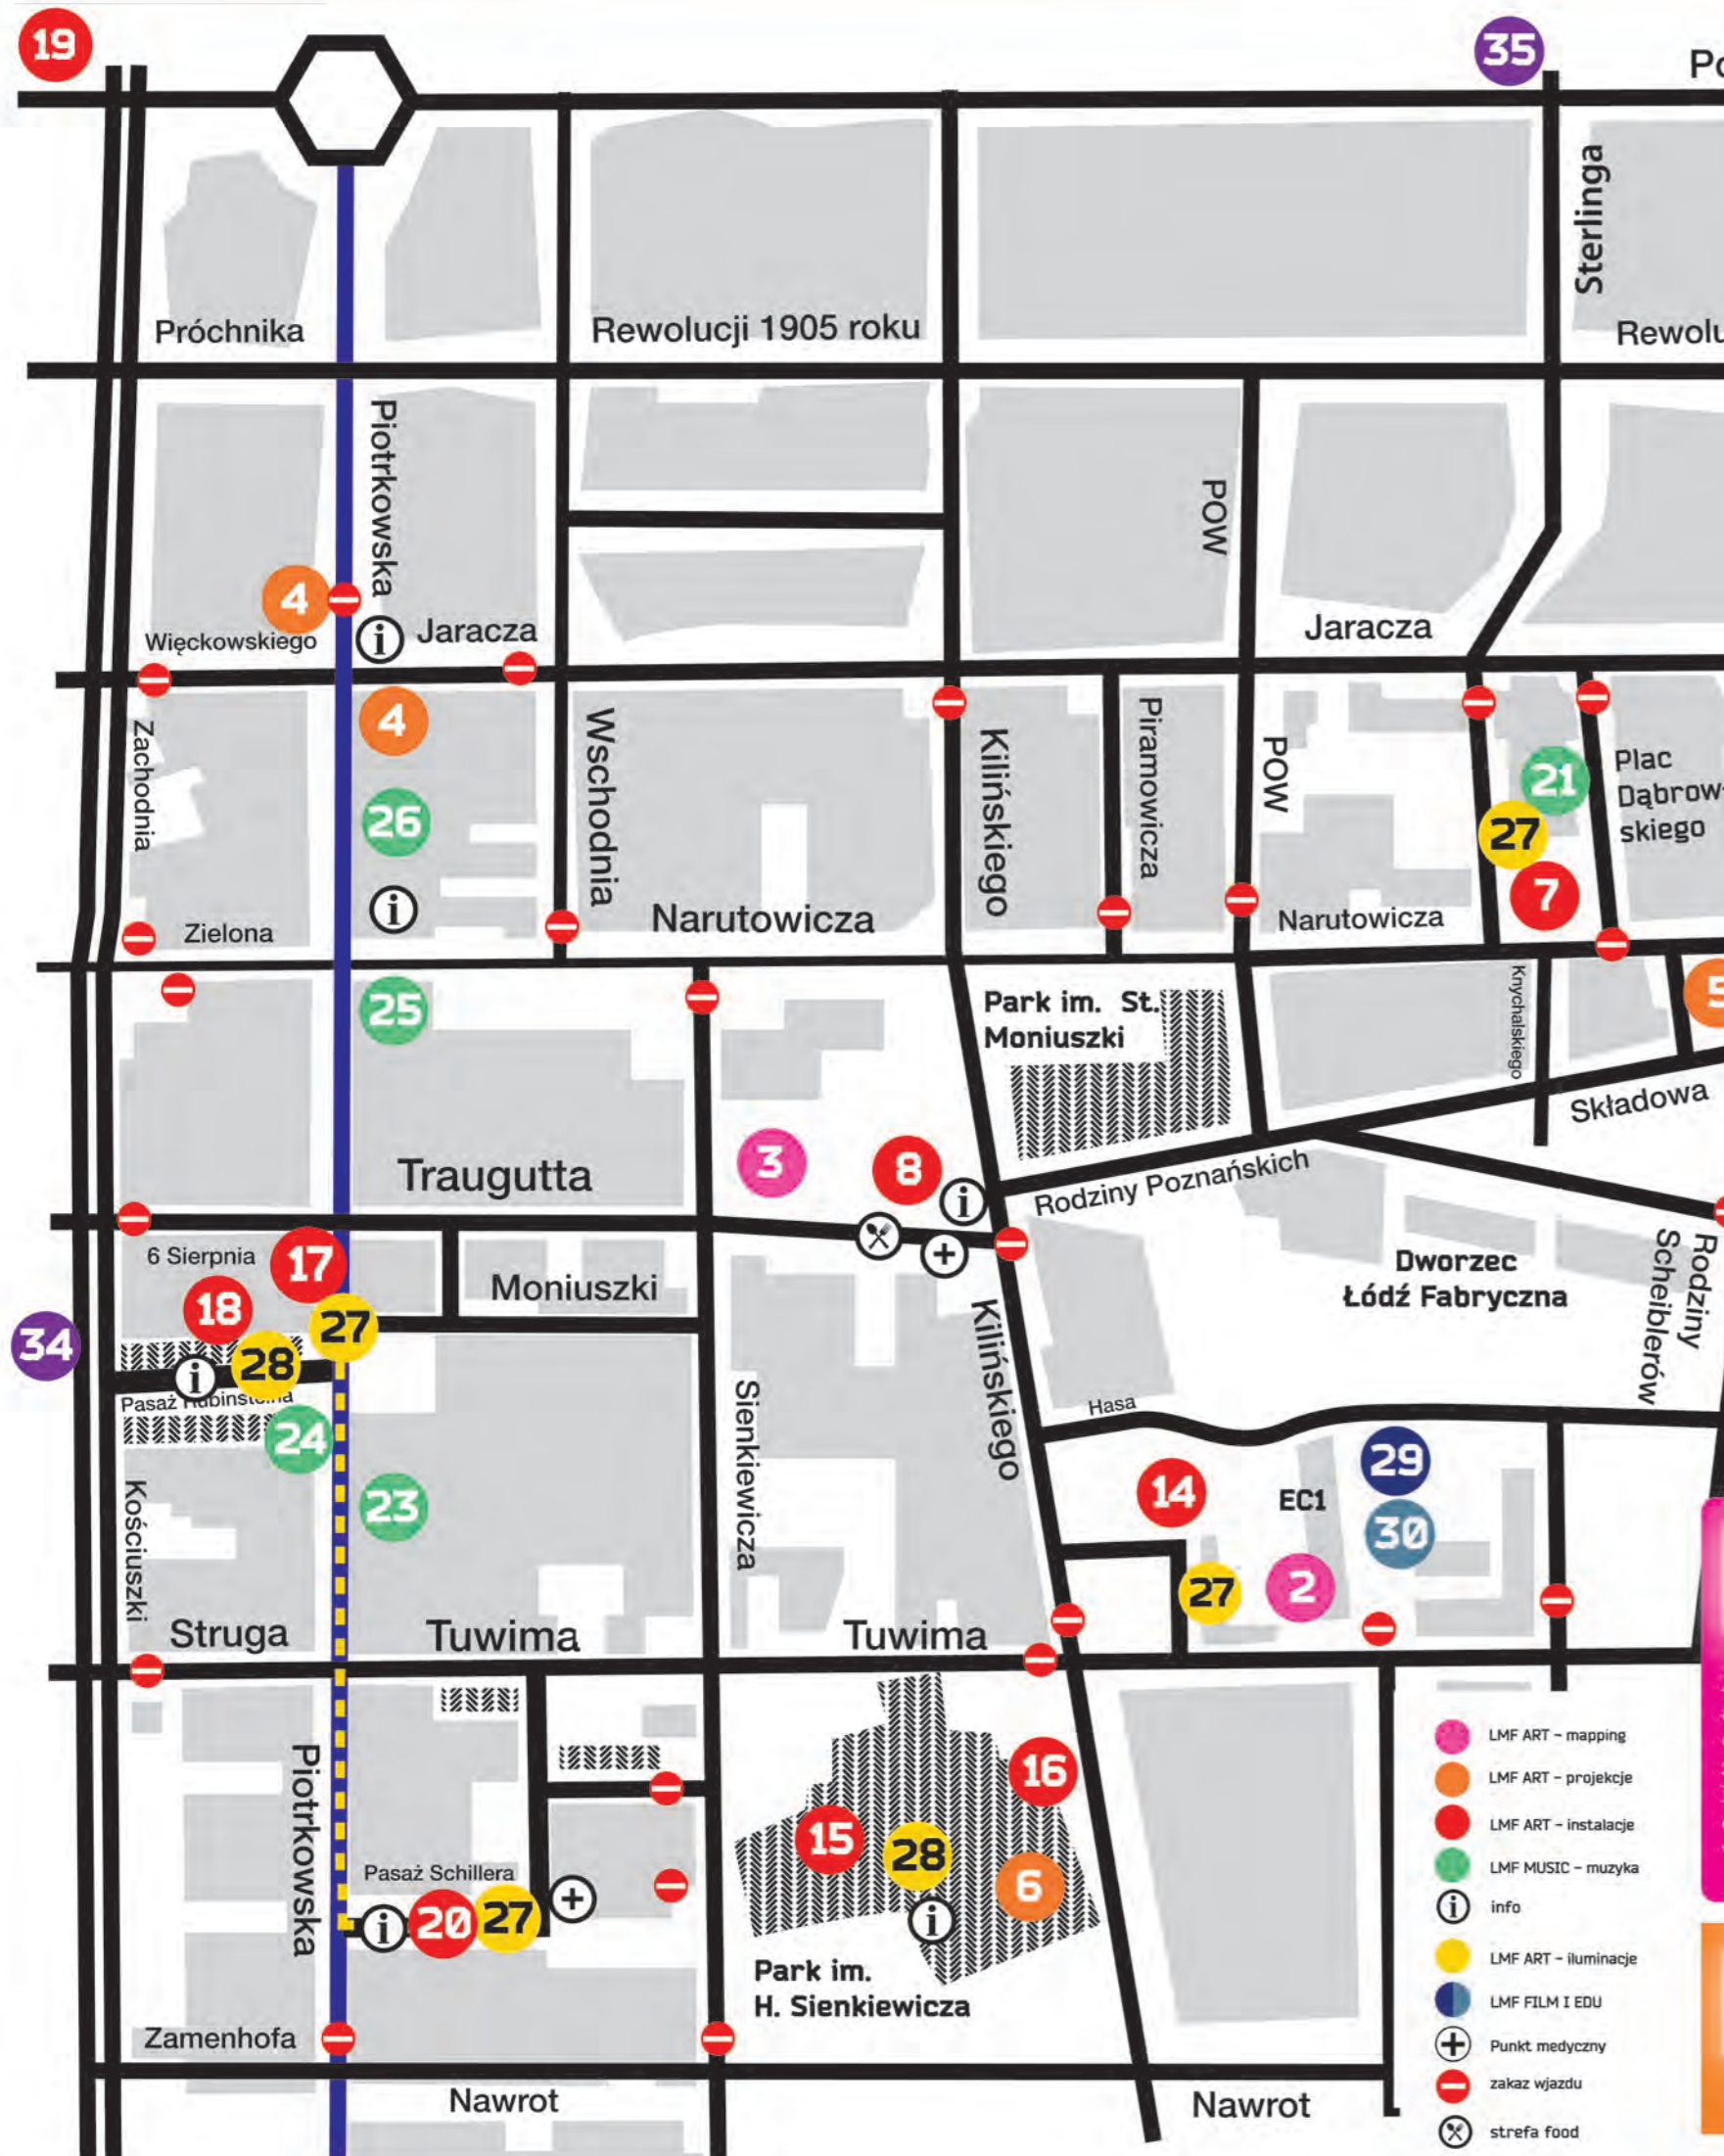 19
35
Po
Sterlinga
Próchnika
Rewolucji 1905 roku
Rewolu
Piotrkowska
POW
4
i
Więckowskiego
Jaracza
Jaracza
4
Zachodnia
Wschodnia
Kilińskiego
Piramowicza
POW
21
Plac
Dąbrow-
skiego
26
27
7
i
Zielona
Narutowicza
Narutowicza
25
Park im. St.
Moniuszki
Knychalskiego
5
Składowa
3
8
i
Traugutta
Rodziny Poznańskich
6 Sierpnia
17
18
Moniuszki
27
Dworzec
Łódź Fabryczna
Rodziny
Scheiblerów
34
28
i
Pasaż Rubinsteina
24
Kilińskiego
Hasa
23
Kościuszki
Sienkiewicza
14
EC1
29
30
27
2
Struga
Tuwima
Tuwima
Piotrkowska
16
15
28
6
i
Pasaż Schillera
i
20
27
Park im.
H. Sienkiewicza
Zamenhofa
Nawrot
Nawrot
LMF ART - mapping
LMF ART - projekcje
LMF ART - instalacje
LMF MUSIC - muzyka
i info
LMF ART - iluminacje
LMF FILM I EDU
Punkt medyczny
zakaz wjazdu
strefa food